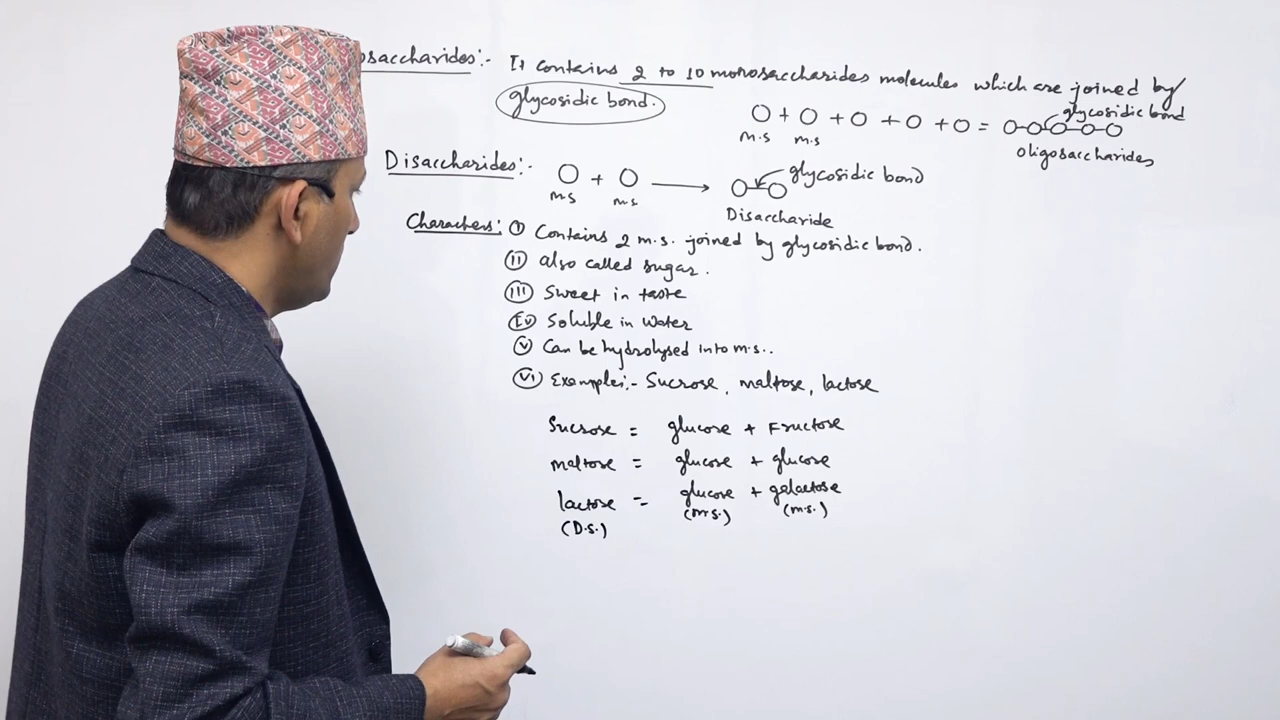 osaccharides:- It contains 2 to 10 monosaccharides molecules which are joined by
glycosidic bond.
O + O + O + O + O = O-O-O-O-O glycosidic bond
m.s m.s
oligosaccharides
Disaccharides:- O + O → O-O glycosidic bond
m.s m.s
Disaccharide
Characters: (i) Contains 2 m.s. joined by glycosidic bond.
(ii) also called sugar.
(iii) Sweet in taste
(iv) Soluble in water
(v) Can be hydrolysed into m.s..
(vi) Examples:- Sucrose, maltose, lactose
Sucrose = glucose + Fructose
maltose = glucose + glucose
lactose = glucose + galactose
(D.S.) (m.s.) (m.s.)